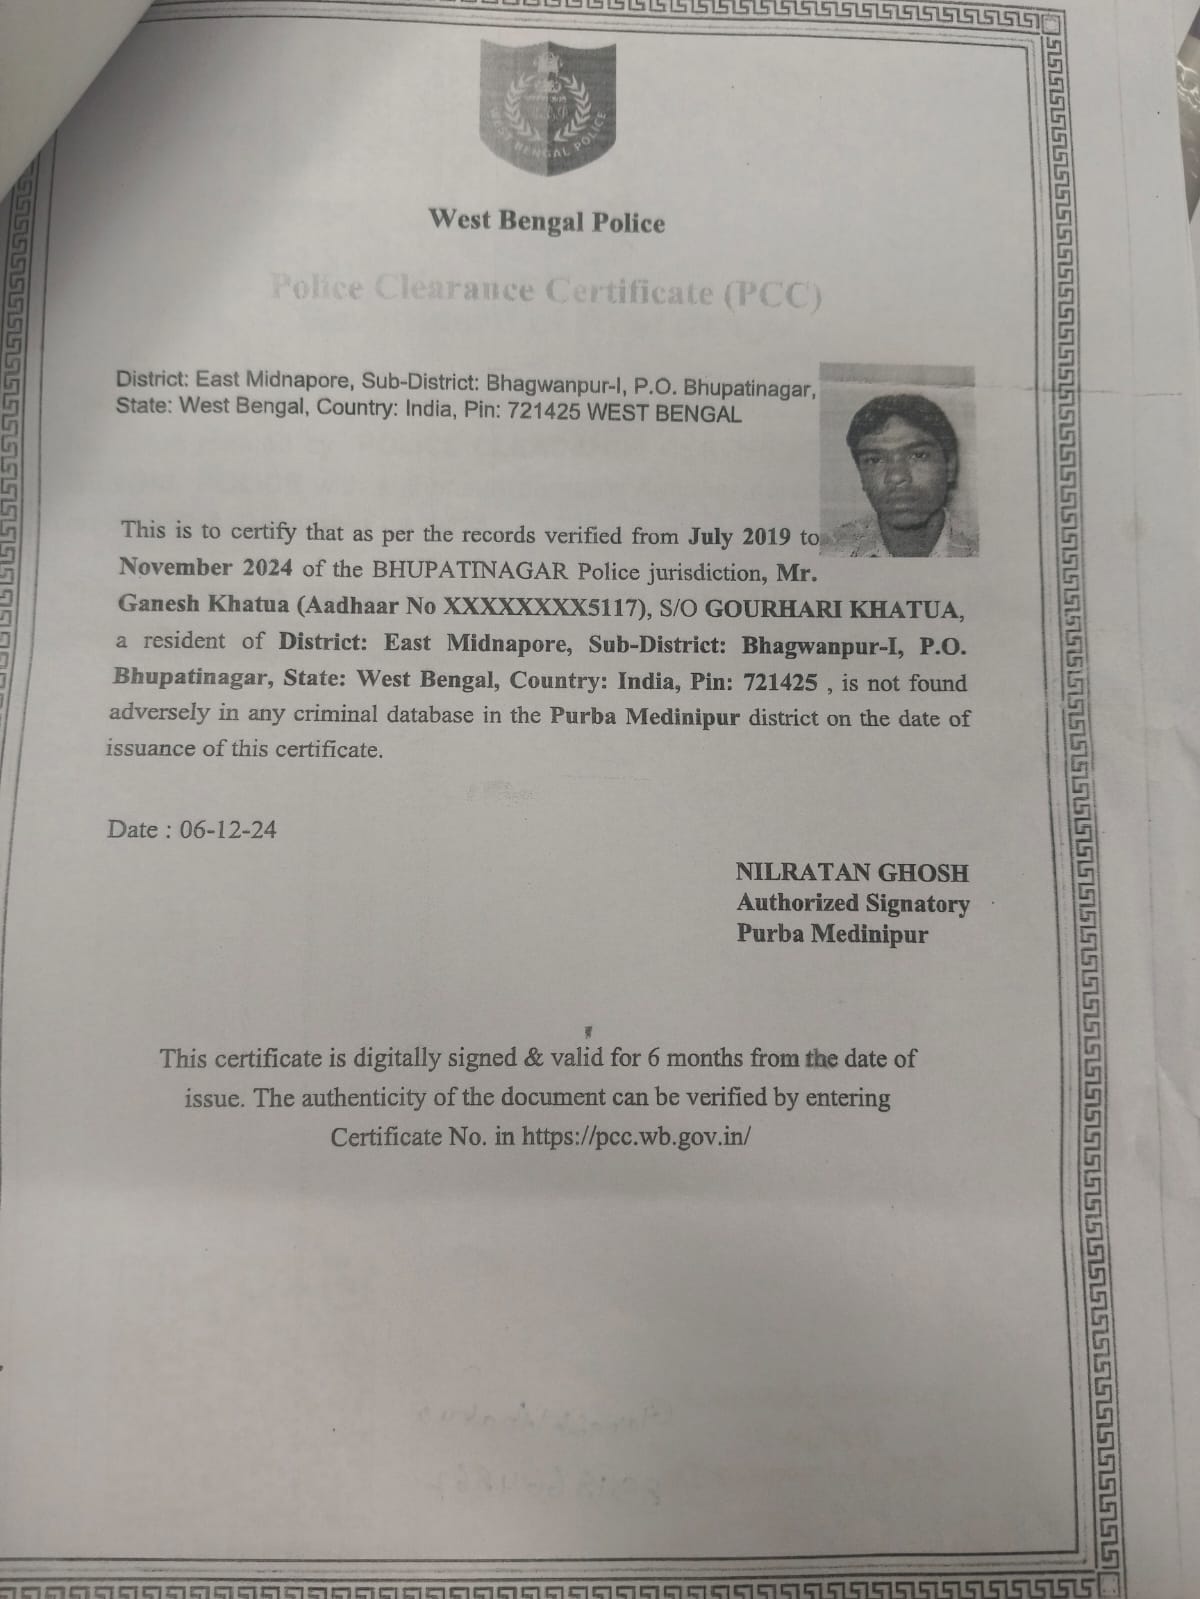 WEST BENGAL POLICE
West Bengal Police
Police Clearance Certificate (PCC)
District: East Midnapore, Sub-District: Bhagwanpur-I, P.O. Bhupatinagar,
State: West Bengal, Country: India, Pin: 721425 WEST BENGAL
This is to certify that as per the records verified from July 2019 to
November 2024 of the BHUPATINAGAR Police jurisdiction, Mr.
Ganesh Khatua (Aadhaar No XXXXXXXX5117), S/O GOURHARI KHATUA,
a resident of District: East Midnapore, Sub-District: Bhagwanpur-I, P.O.
Bhupatinagar, State: West Bengal, Country: India, Pin: 721425 , is not found
adversely in any criminal database in the Purba Medinipur district on the date of
issuance of this certificate.
Date : 06-12-24
NILRATAN GHOSH
Authorized Signatory
Purba Medinipur
This certificate is digitally signed & valid for 6 months from the date of
issue. The authenticity of the document can be verified by entering
Certificate No. in https://pcc.wb.gov.in/